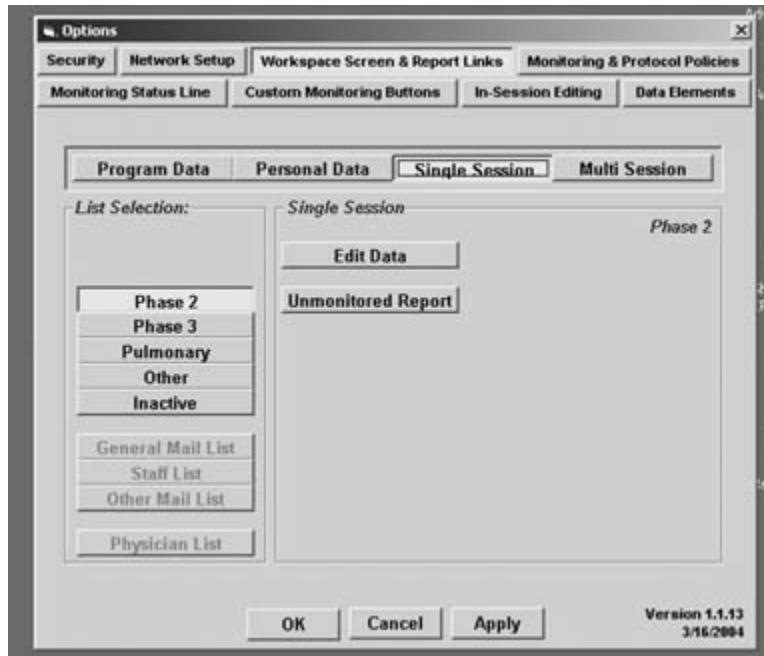 Options
Security Network Setup Workspace Screen & Report Links Monitoring & Protocol Policies
Monitoring Status Line Custom Monitoring Buttons In-Session Editing Data Elements
Program Data Personal Data Single Session Multi Session
List Selection:
Single Session
Phase 2
Edit Data
Unmonitored Report
Phase 2
Phase 3
Pulmonary
Other
Inactive
General Mail List
Staff List
Other Mail List
Physician List
OK Cancel Apply
Version 1.1.13
3/16/2004